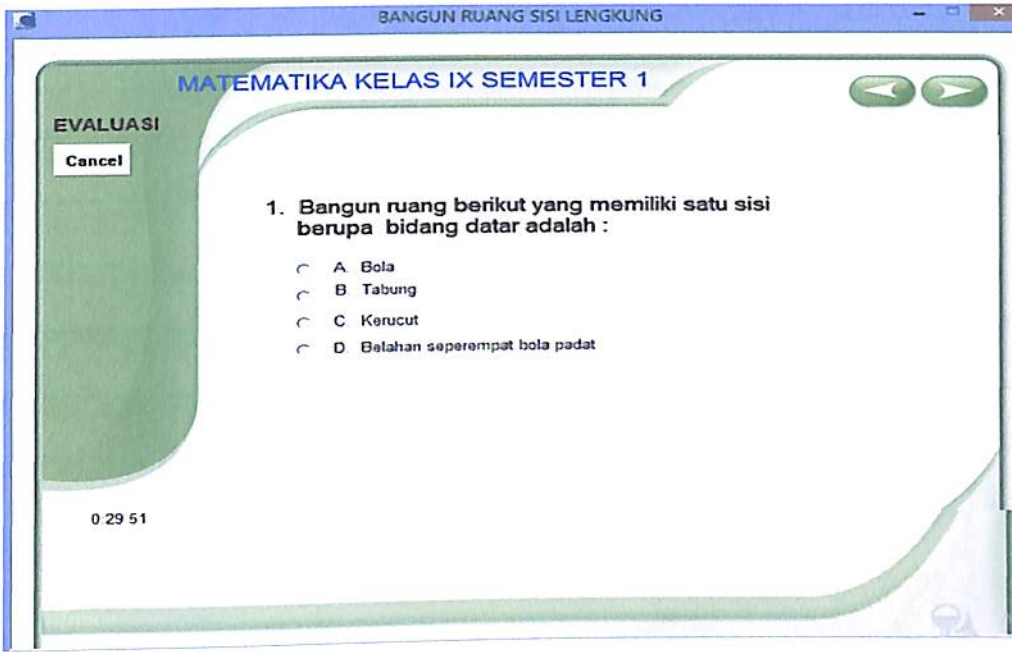 BANGUN RUANG SISI LENGKUNG
MATEMATIKA KELAS IX SEMESTER 1
EVALUASI
Cancel
1. Bangun ruang berikut yang memiliki satu sisi
berupa bidang datar adalah :
A. Bola
B. Tabung
C. Kerucut
D. Belahan seperempat bola padat
0:29:51